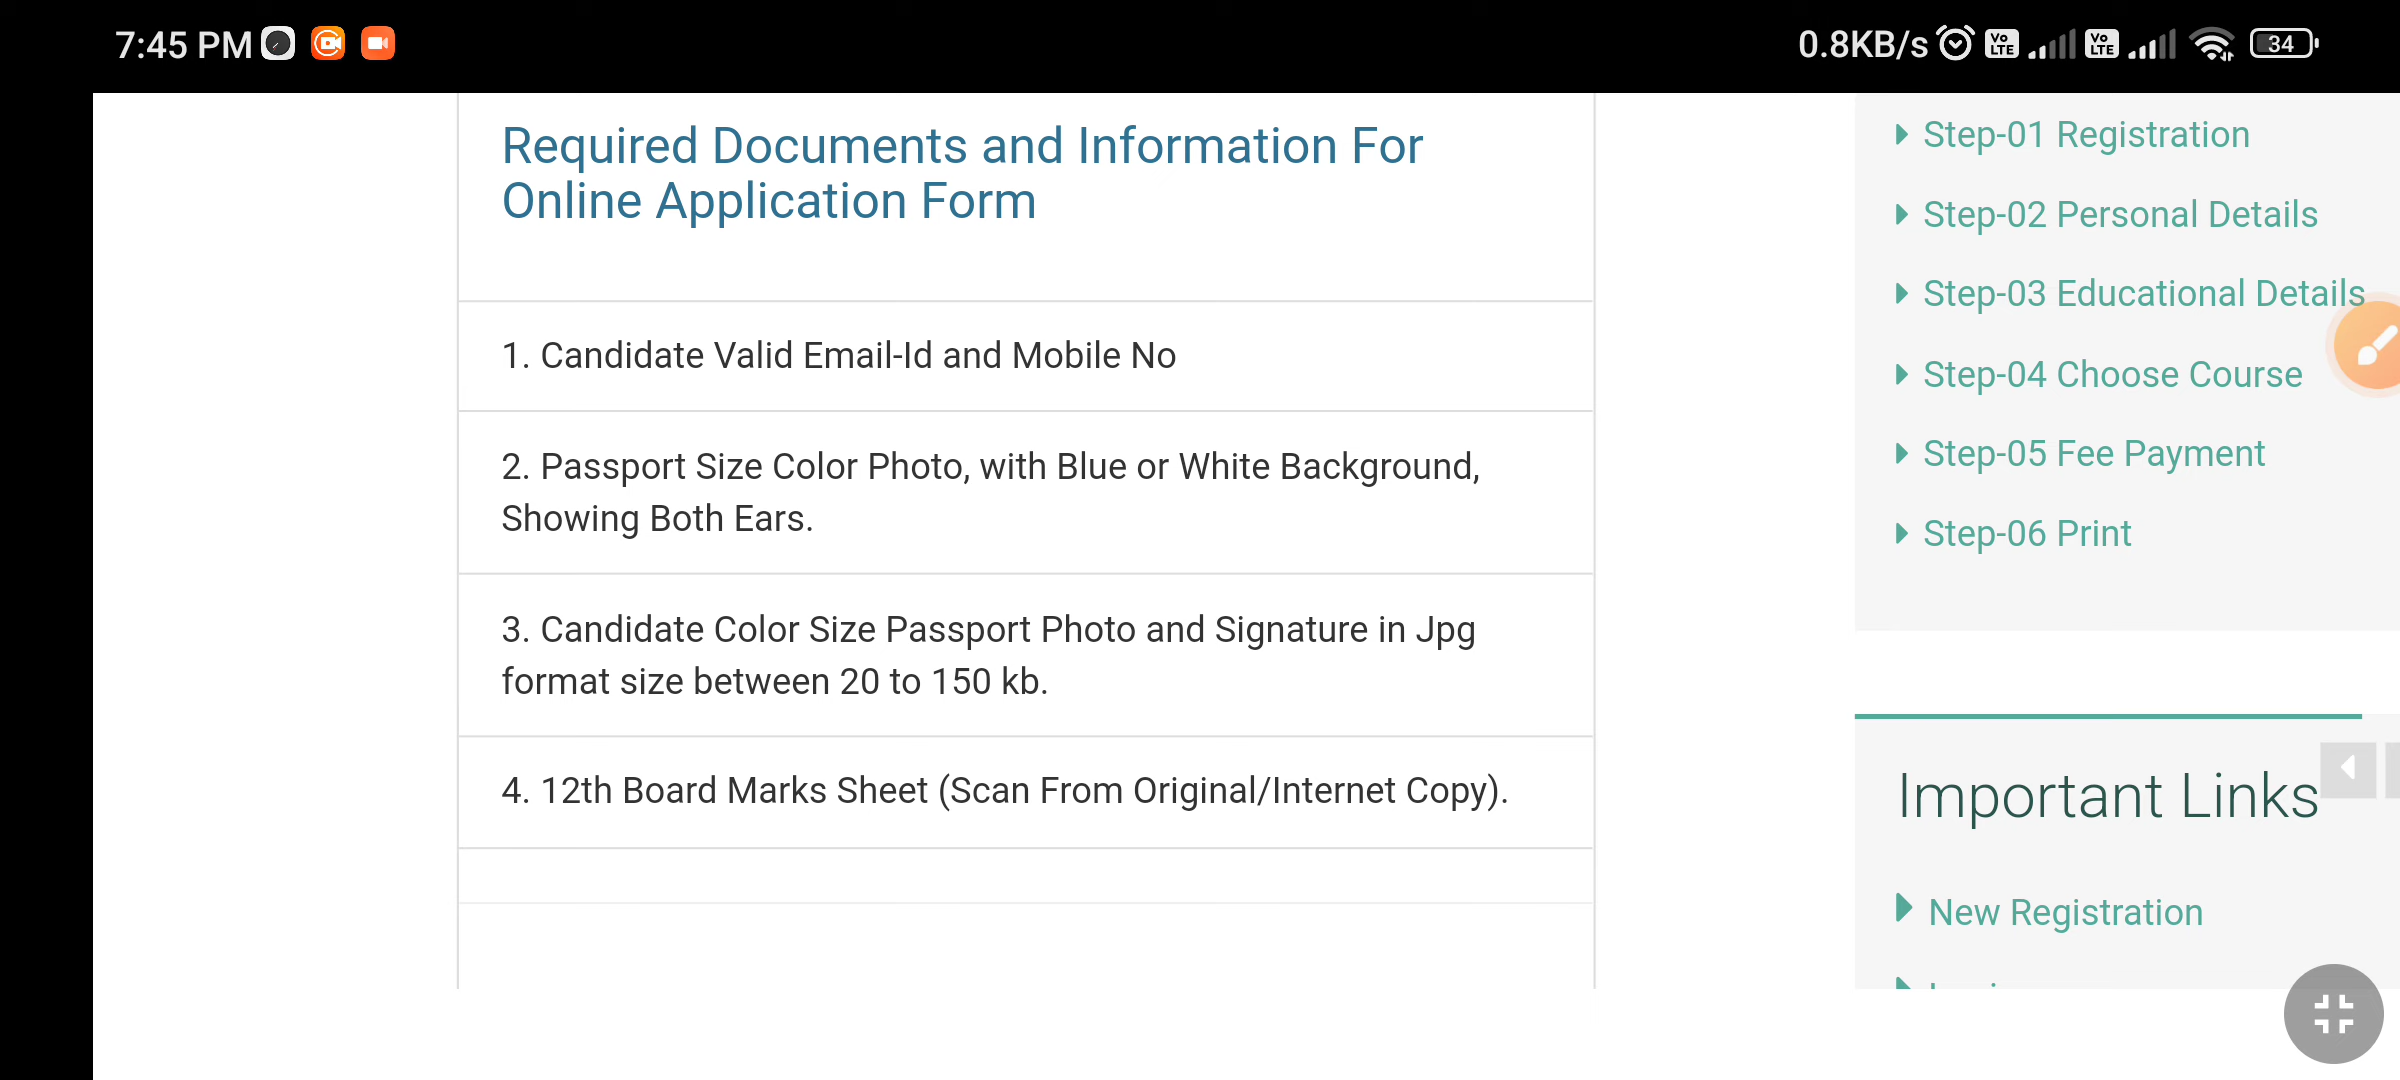 7:45 PM
0.8KB/s
Vo
LTE
Vo
LTE
34
Required Documents and Information For
Online Application Form
1. Candidate Valid Email-Id and Mobile No
2. Passport Size Color Photo, with Blue or White Background,
Showing Both Ears.
3. Candidate Color Size Passport Photo and Signature in Jpg
format size between 20 to 150 kb.
4. 12th Board Marks Sheet (Scan From Original/Internet Copy).
Step-01 Registration
Step-02 Personal Details
Step-03 Educational Details
Step-04 Choose Course
Step-05 Fee Payment
Step-06 Print
Important Links
New Registration